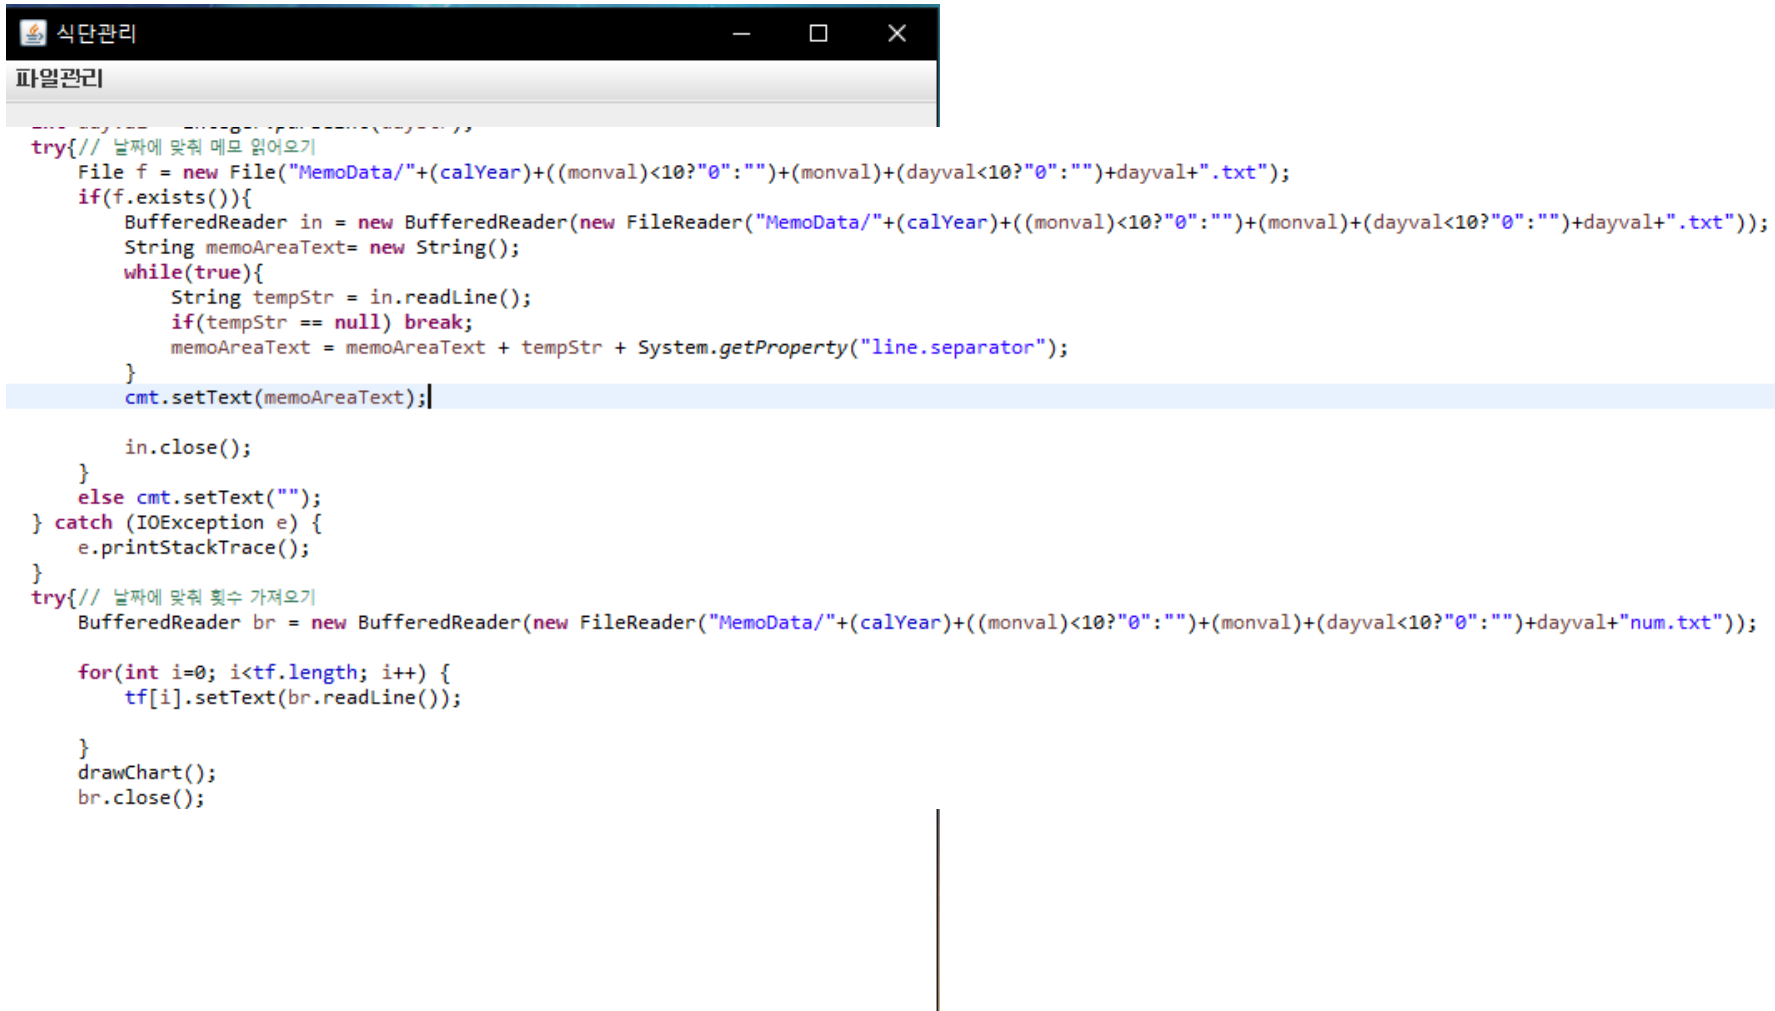 식단관리
파일관리
int dayval = Integer.parseInt(dayStr);
try{// 날짜에 맞춰 메모 읽어오기
File f = new File("MemoData/"+(calYear)+((monval)<10?"0":"")+(monval)+(dayval<10?"0":"")+dayval+".txt");
if(f.exists()){
BufferedReader in = new BufferedReader(new FileReader("MemoData/"+(calYear)+((monval)<10?"0":"")+(monval)+(dayval<10?"0":"")+dayval+".txt"));
String memoAreaText= new String();
while(true){
String tempStr = in.readLine();
if(tempStr == null) break;
memoAreaText = memoAreaText + tempStr + System.getProperty("line.separator");
}
cmt.setText(memoAreaText);
in.close();
}
else cmt.setText("");
} catch (IOException e) {
e.printStackTrace();
}
try{// 날짜에 맞춰 횟수 가져오기
BufferedReader br = new BufferedReader(new FileReader("MemoData/"+(calYear)+((monval)<10?"0":"")+(monval)+(dayval<10?"0":"")+dayval+"num.txt"));
for(int i=0; i<tf.length; i++) {
tf[i].setText(br.readLine());
}
drawChart();
br.close();